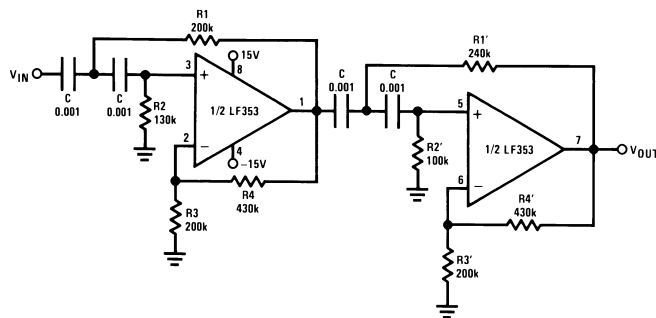 R1
200k
15V
8
V_IN
C
0.001
C
0.001
R2
130k
3
+
1/2 LF353
1
2
−
4
−15V
R4
430k
R3
200k
C
0.001
C
0.001
R1'
240k
R2'
100k
5
+
1/2 LF353
7
V_OUT
6
−
R4'
430k
R3'
200k